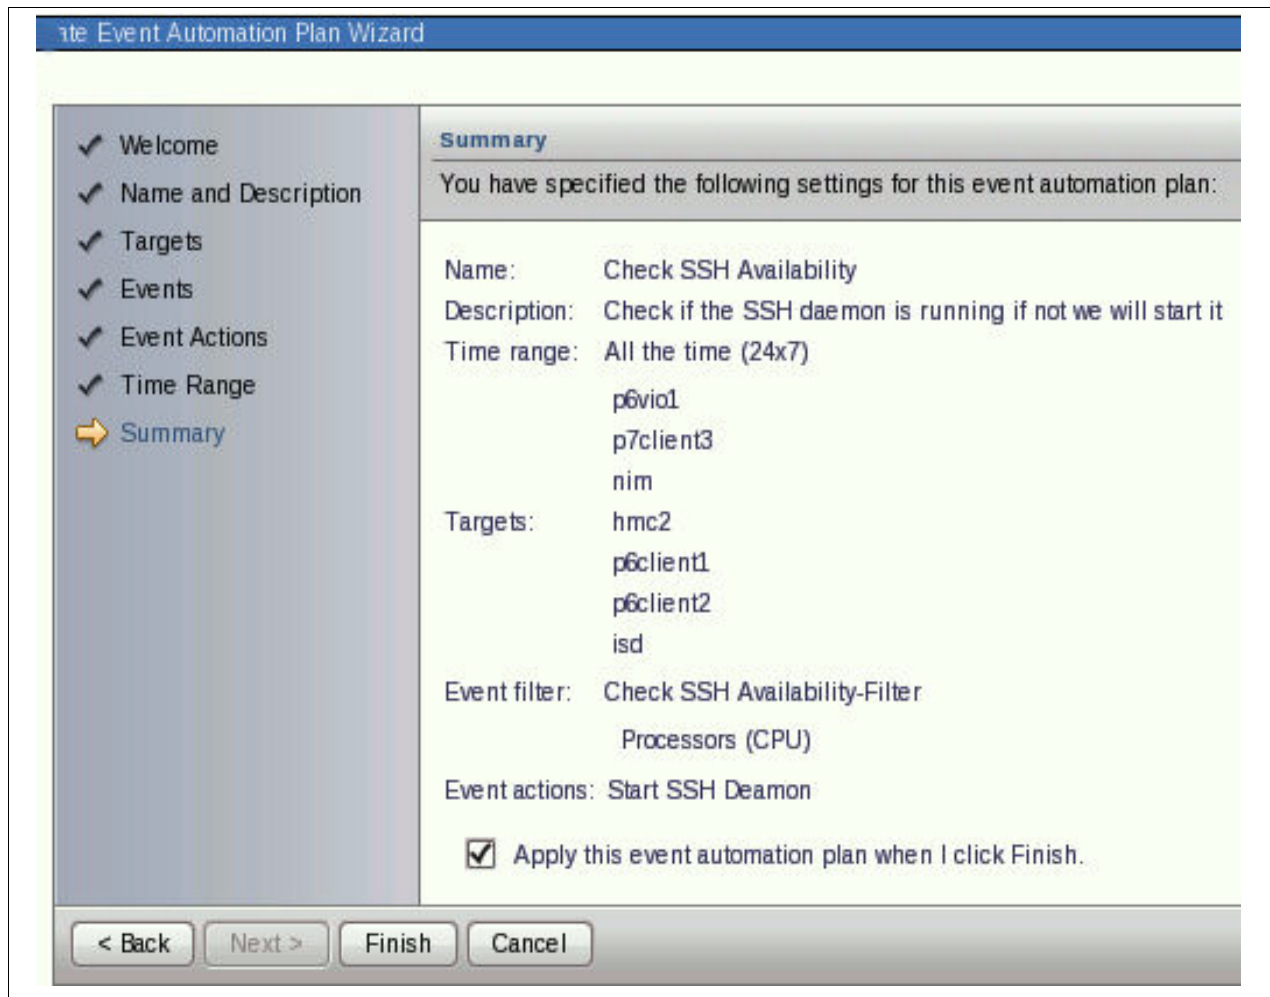 ate Event Automation Plan Wizard
Welcome
Name and Description
Targets
Events
Event Actions
Time Range
Summary
Summary
You have specified the following settings for this event automation plan:
Name: Check SSH Availability
Description: Check if the SSH daemon is running if not we will start it
Time range: All the time (24x7)
p6vio1
p7client3
nim
Targets: hmc2
p6client1
p6client2
isd
Event filter: Check SSH Availability-Filter
Processors (CPU)
Event actions: Start SSH Deamon
Apply this event automation plan when I click Finish.
< Back Next > Finish Cancel